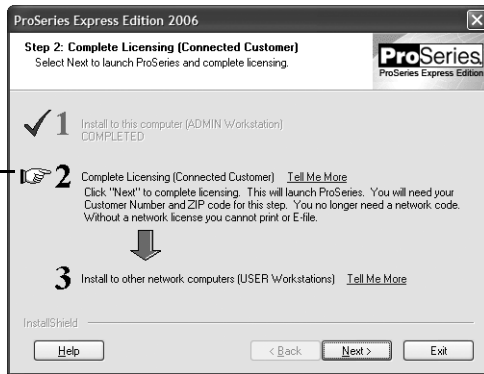 ProSeries Express Edition 2006
Step 2: Complete Licensing (Connected Customer)
Select Next to launch ProSeries and complete licensing.
ProSeries
ProSeries Express Edition
1 Install to this computer (ADMIN Workstation)
COMPLETED
2 Complete Licensing (Connected Customer) Tell Me More
Click "Next" to complete licensing. This will launch ProSeries. You will need your
Customer Number and ZIP code for this step. You no longer need a network code.
Without a network license you cannot print or E-file.
3 Install to other network computers (USER Workstations) Tell Me More
InstallShield
Help < Back Next > Exit